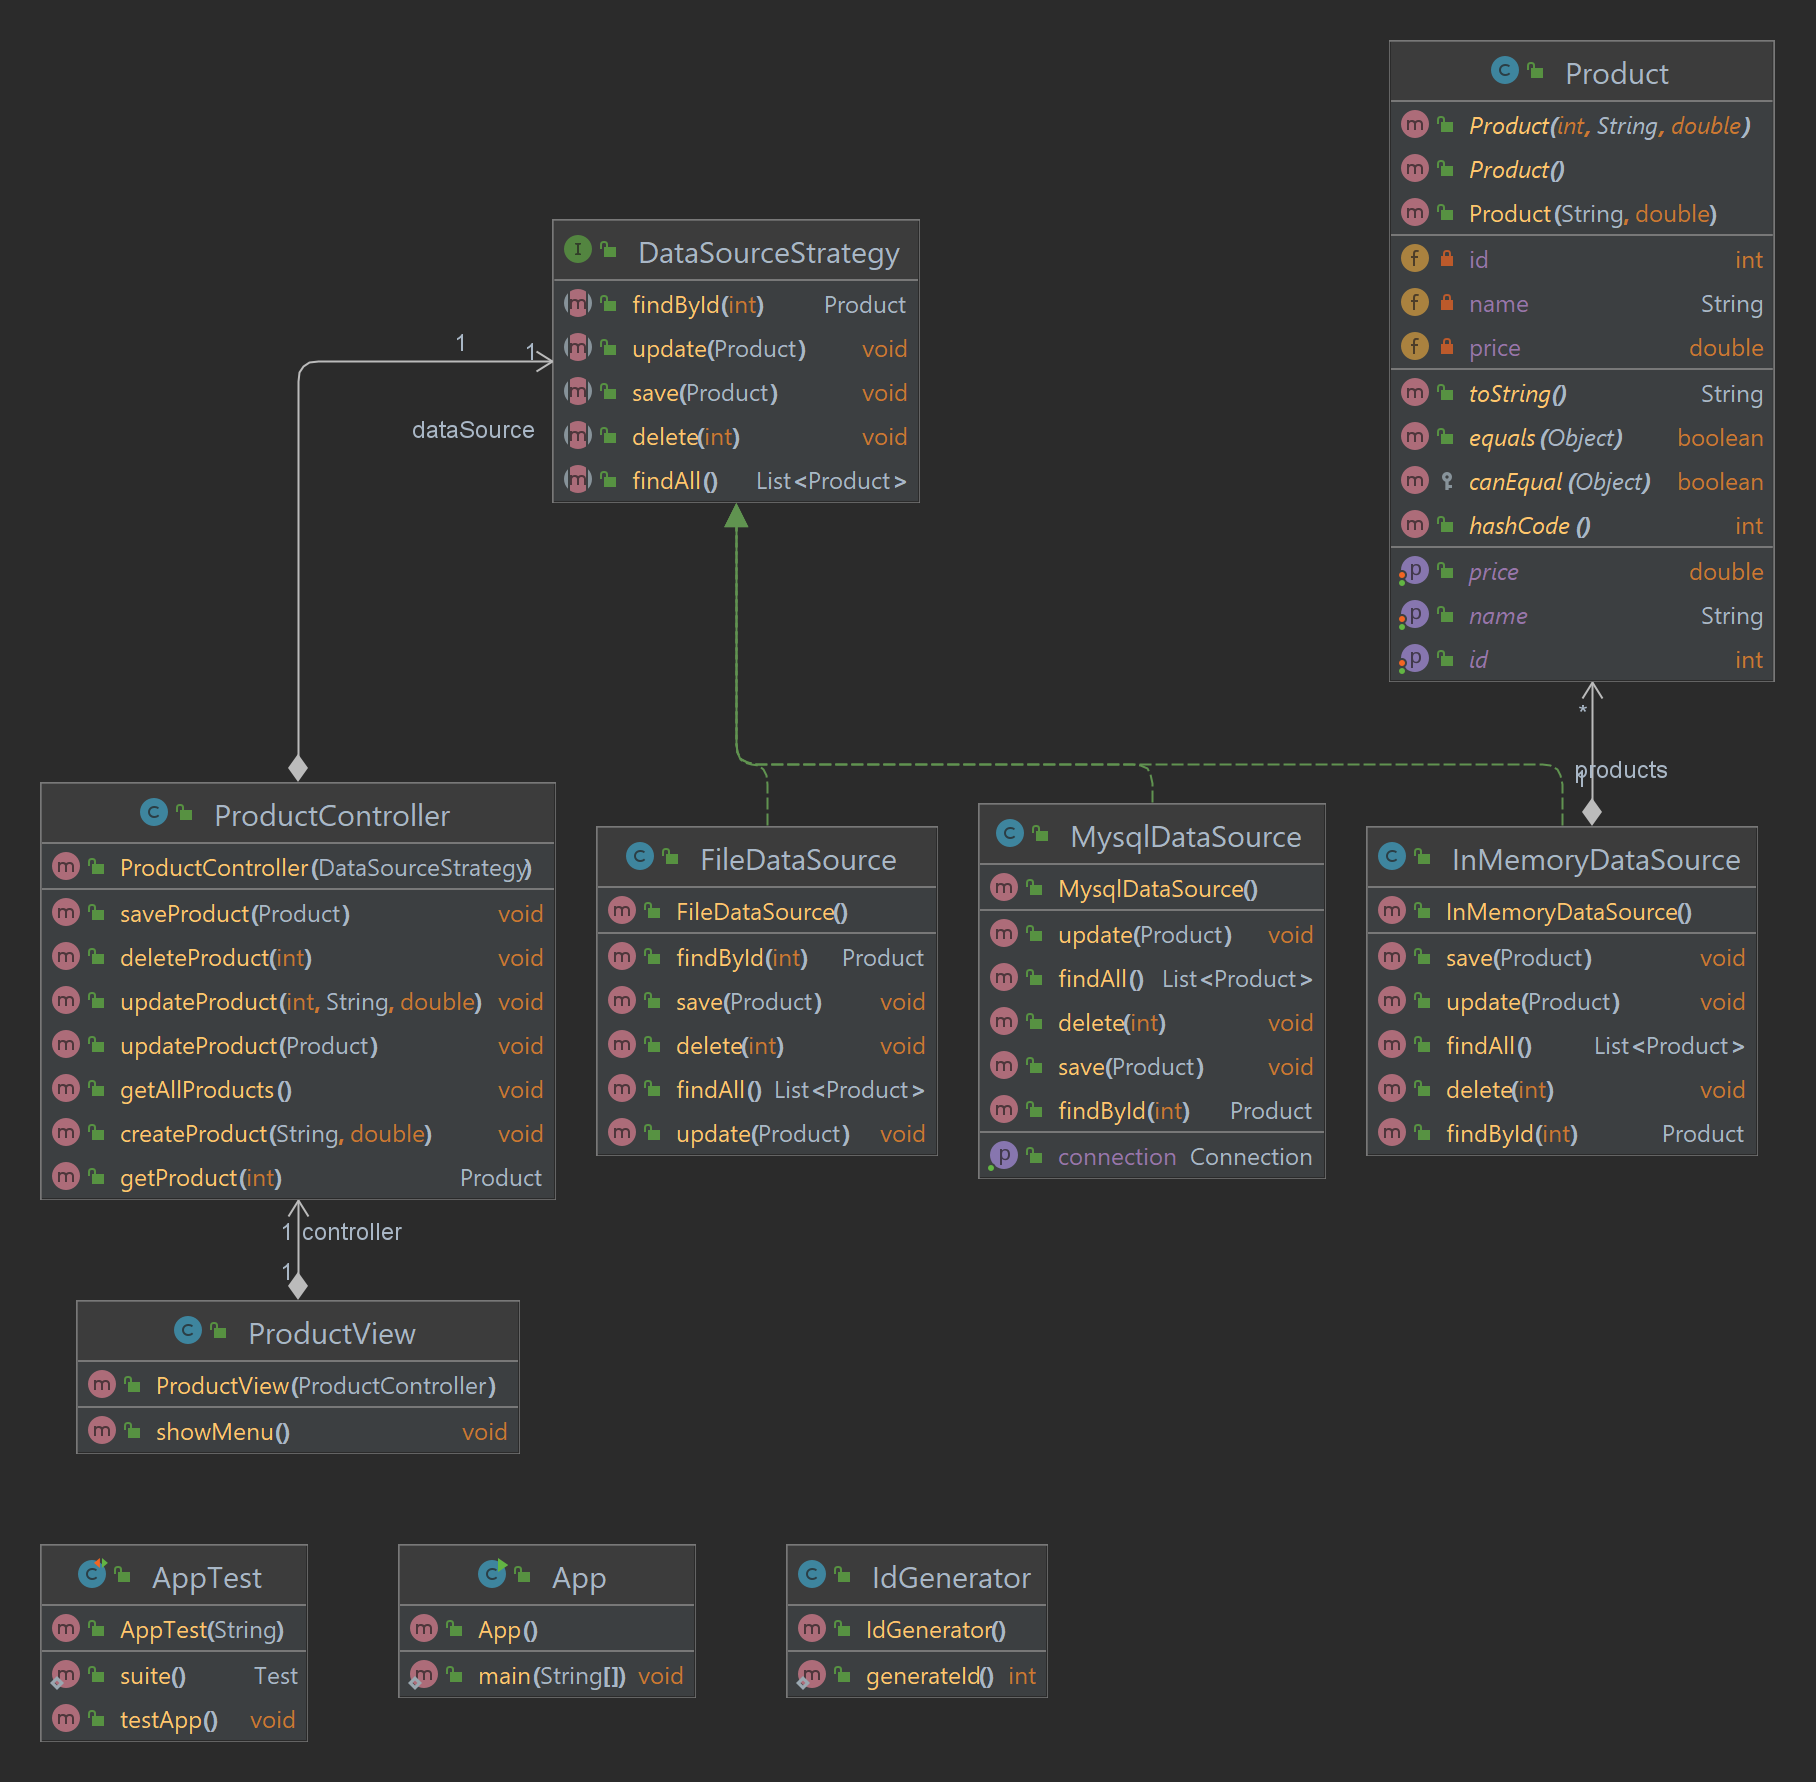 Product
Product(int, String, double)
Product()
Product(String, double)
id int
name String
price double
toString() String
equals(Object) boolean
canEqual(Object) boolean
hashCode() int
price double
name String
id int
DataSourceStrategy
findById(int) Product
update(Product) void
save(Product) void
delete(int) void
findAll() List<Product>
1
1
dataSource
*
products
1
ProductController
ProductController(DataSourceStrategy)
saveProduct(Product) void
deleteProduct(int) void
updateProduct(int, String, double) void
updateProduct(Product) void
getAllProducts() void
createProduct(String, double) void
getProduct(int) Product
FileDataSource
FileDataSource()
findById(int) Product
save(Product) void
delete(int) void
findAll() List<Product>
update(Product) void
MysqlDataSource
MysqlDataSource()
update(Product) void
findAll() List<Product>
delete(int) void
save(Product) void
findById(int) Product
connection Connection
InMemoryDataSource
InMemoryDataSource()
save(Product) void
update(Product) void
findAll() List<Product>
delete(int) void
findById(int) Product
1 controller
1
ProductView
ProductView(ProductController)
showMenu() void
AppTest
AppTest(String)
suite() Test
testApp() void
App
App()
main(String[]) void
IdGenerator
IdGenerator()
generateId() int